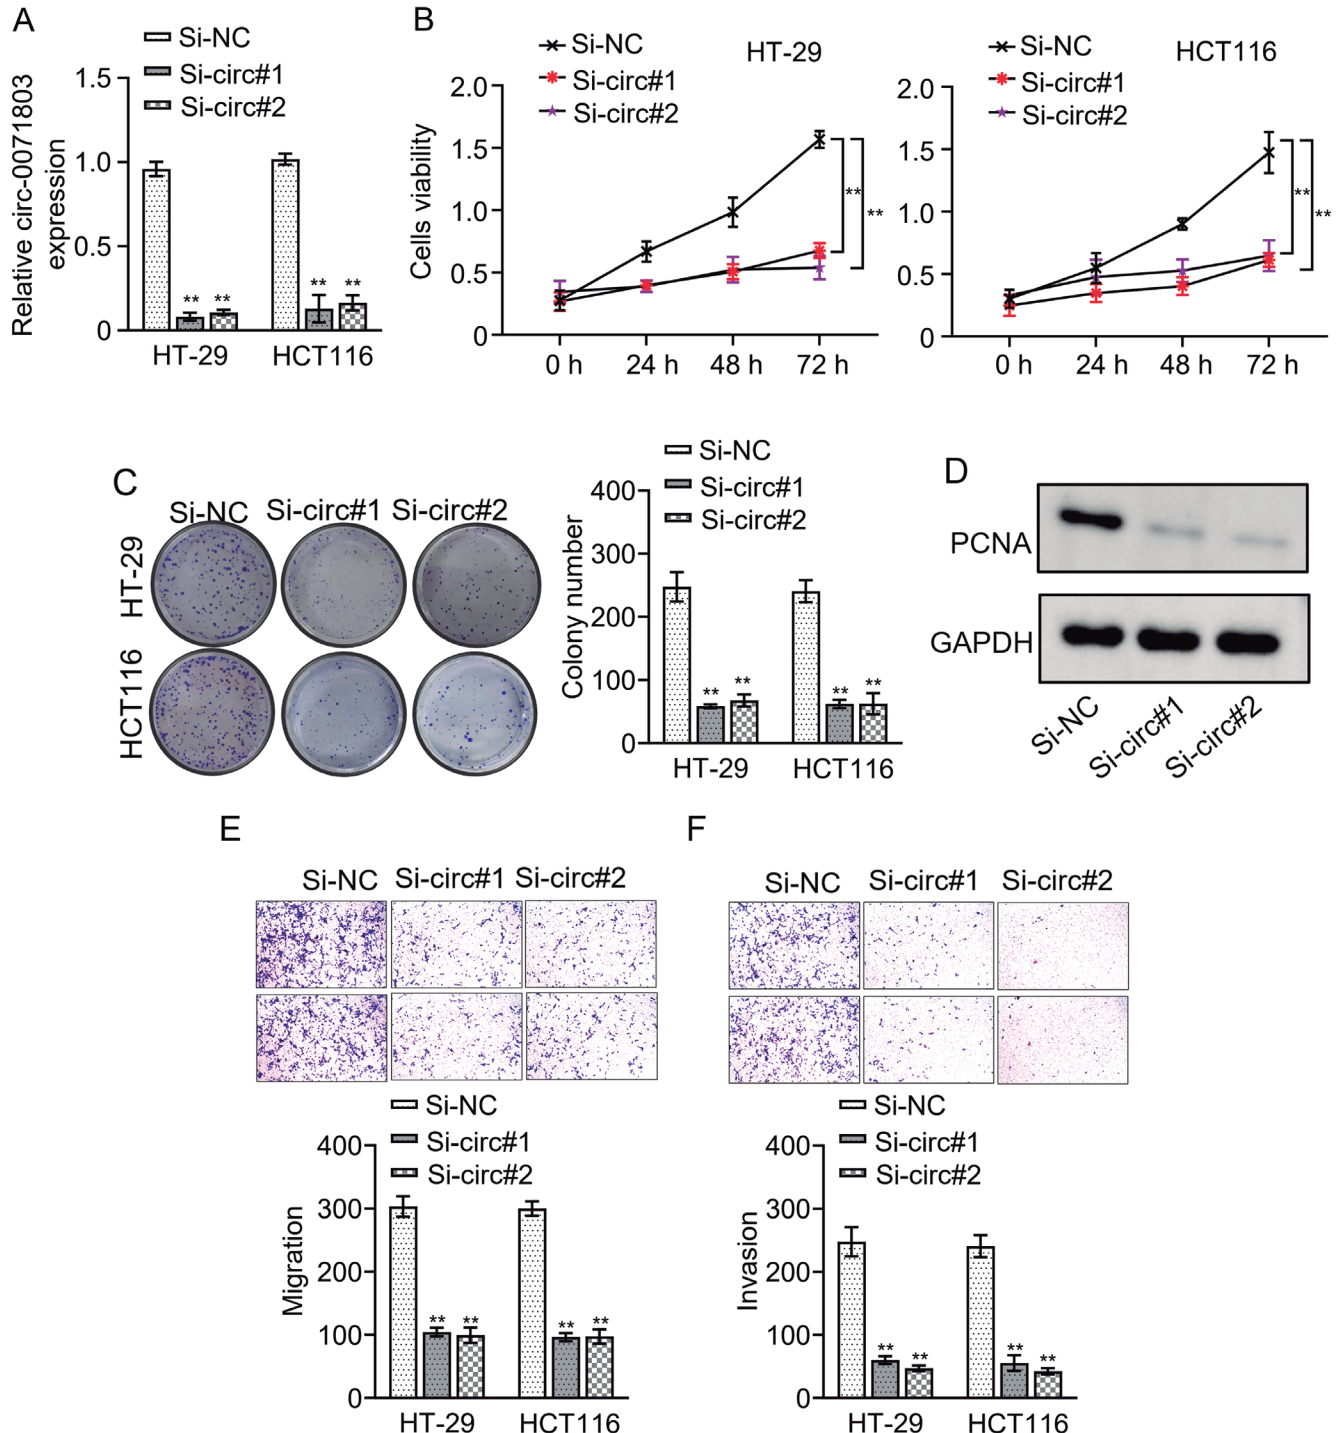 A
Si-NC
Si-circ#1
Si-circ#2
Relative circ-0071803
expression
1.5
1.0
0.5
0
** **
** **
HT-29
HCT116
B
Si-NC
Si-circ#1
Si-circ#2
HT-29
Cells viability
2.0
1.5
1.0
0.5
0
**
**
0 h
24 h
48 h
72 h
Si-NC
Si-circ#1
Si-circ#2
HCT116
2.0
1.5
1.0
0.5
0
**
**
0 h
24 h
48 h
72 h
C
Si-NC
Si-circ#1
Si-circ#2
HT-29
HCT116
Si-NC
Si-circ#1
Si-circ#2
Colony number
400
300
200
100
0
** **
** **
HT-29
HCT116
D
PCNA
GAPDH
Si-NC
Si-circ#1
Si-circ#2
E
Si-NC
Si-circ#1
Si-circ#2
Si-NC
Si-circ#1
Si-circ#2
Migration
400
300
200
100
0
** **
** **
HT-29
HCT116
F
Si-NC
Si-circ#1
Si-circ#2
Si-NC
Si-circ#1
Si-circ#2
Invasion
400
300
200
100
0
** **
** **
HT-29
HCT116